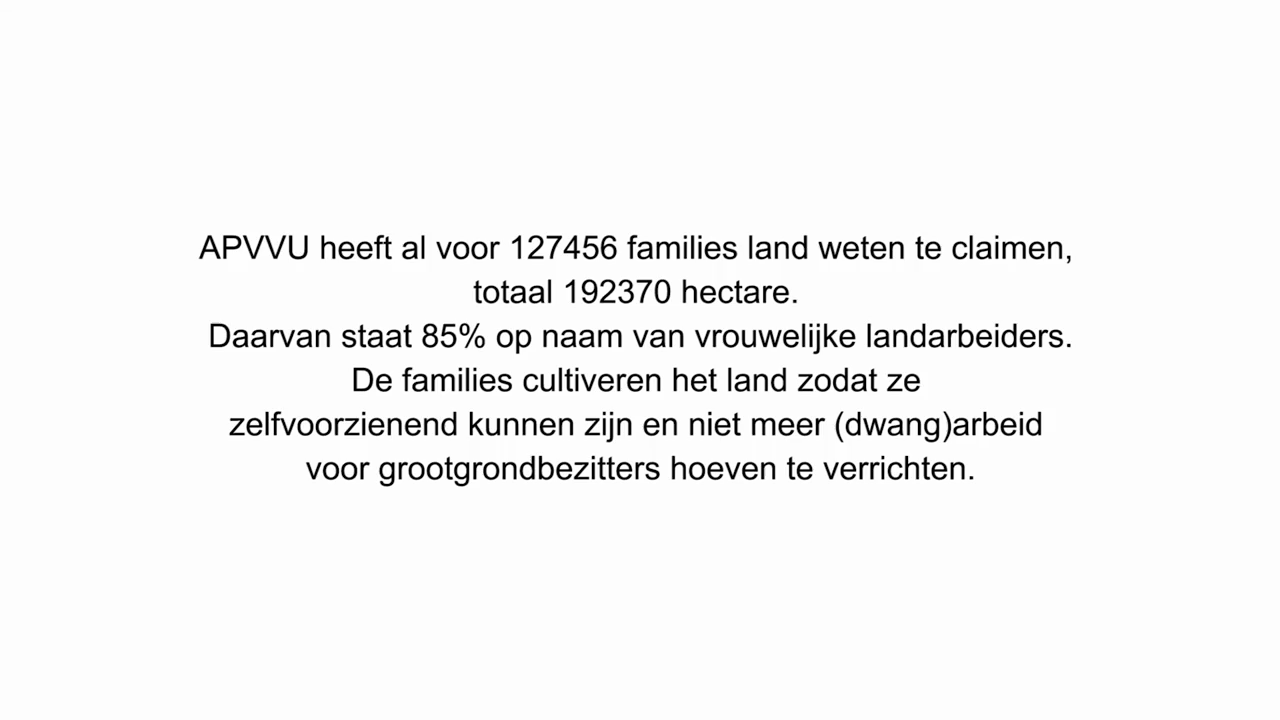 APVVU heeft al voor 127456 families land weten te claimen,
totaal 192370 hectare.
Daarvan staat 85% op naam van vrouwelijke landarbeiders.
De families cultiveren het land zodat ze
zelfvoorzienend kunnen zijn en niet meer (dwang)arbeid
voor grootgrondbezitters hoeven te verrichten.